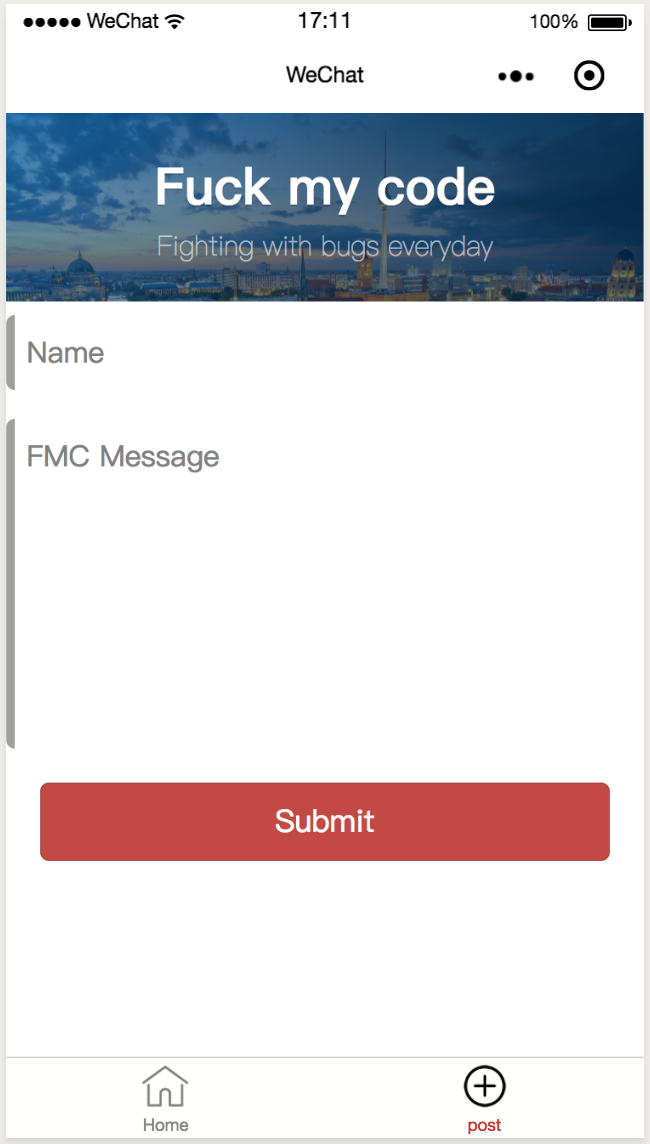 WeChat 17:11 100%
WeChat
Fuck my code
Fighting with bugs everyday
Name
FMC Message
Submit
Home post